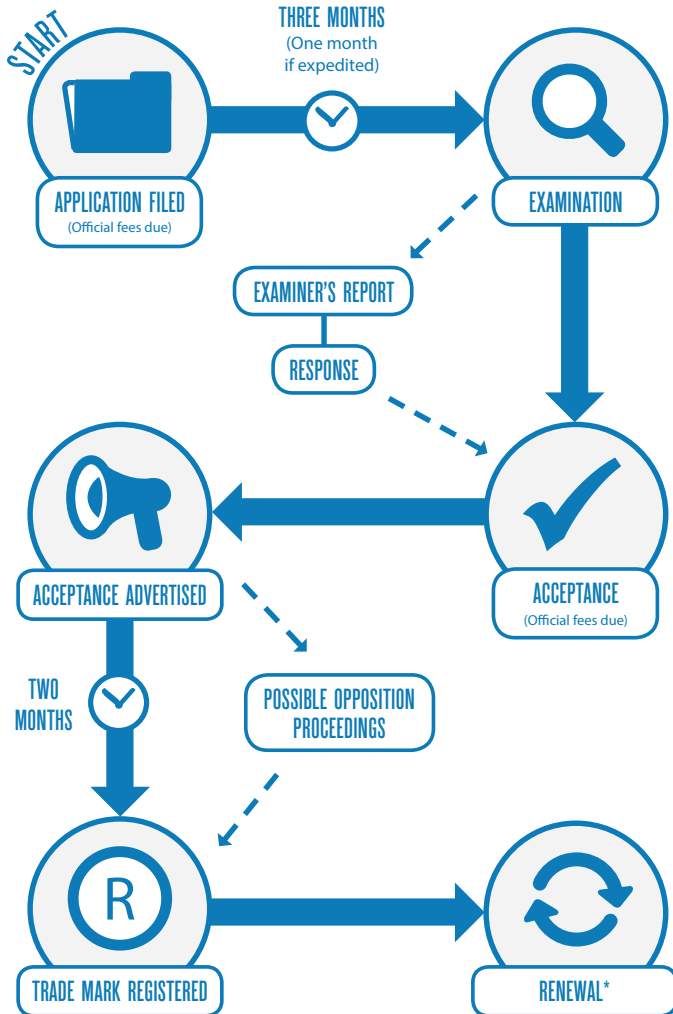 START
THREE MONTHS
(One month
if expedited)
APPLICATION FILED
(Official fees due)
EXAMINATION
EXAMINER'S REPORT
RESPONSE
ACCEPTANCE ADVERTISED
ACCEPTANCE
(Official fees due)
TWO
MONTHS
POSSIBLE OPPOSITION
PROCEEDINGS
R
TRADE MARK REGISTERED
RENEWAL*